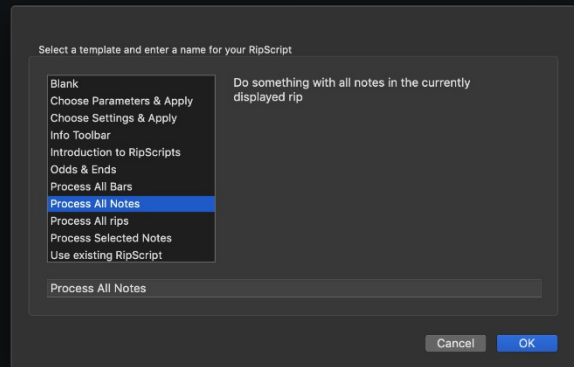 Select a template and enter a name for your RipScript
Blank
Choose Parameters & Apply
Choose Settings & Apply
Info Toolbar
Introduction to RipScripts
Odds & Ends
Process All Bars
Process All Notes
Process All rips
Process Selected Notes
Use existing RipScript
Do something with all notes in the currently
displayed rip
Process All Notes
Cancel
OK